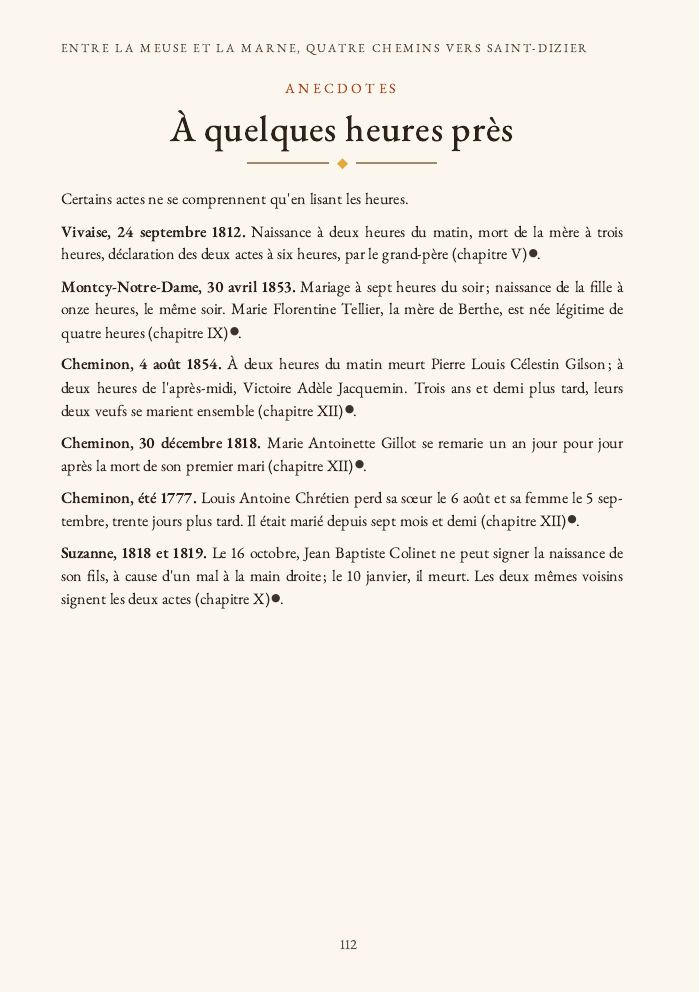 ENTRE LA MEUSE ET LA MARNE, QUATRE CHEMINS VERS SAINT-DIZIER
ANECDOTES
À quelques heures près
Certains actes ne se comprennent qu'en lisant les heures.
Vivaise, 24 septembre 1812. Naissance à deux heures du matin, mort de la mère à trois
heures, déclaration des deux actes à six heures, par le grand-père (chapitre V)●.
Montcy-Notre-Dame, 30 avril 1853. Mariage à sept heures du soir; naissance de la fille à
onze heures, le même soir. Marie Florentine Tellier, la mère de Berthe, est née légitime de
quatre heures (chapitre IX)●.
Cheminon, 4 août 1854. À deux heures du matin meurt Pierre Louis Célestin Gilson; à
deux heures de l'après-midi, Victoire Adèle Jacquemin. Trois ans et demi plus tard, leurs
deux veufs se marient ensemble (chapitre XII)●.
Cheminon, 30 décembre 1818. Marie Antoinette Gillot se remarie un an jour pour jour
après la mort de son premier mari (chapitre XII)●.
Cheminon, été 1777. Louis Antoine Chrétien perd sa sœur le 6 août et sa femme le 5 sep-
tembre, trente jours plus tard. Il était marié depuis sept mois et demi (chapitre XII)●.
Suzanne, 1818 et 1819. Le 16 octobre, Jean Baptiste Colinet ne peut signer la naissance de
son fils, à cause d'un mal à la main droite; le 10 janvier, il meurt. Les deux mêmes voisins
signent les deux actes (chapitre X)●.
112